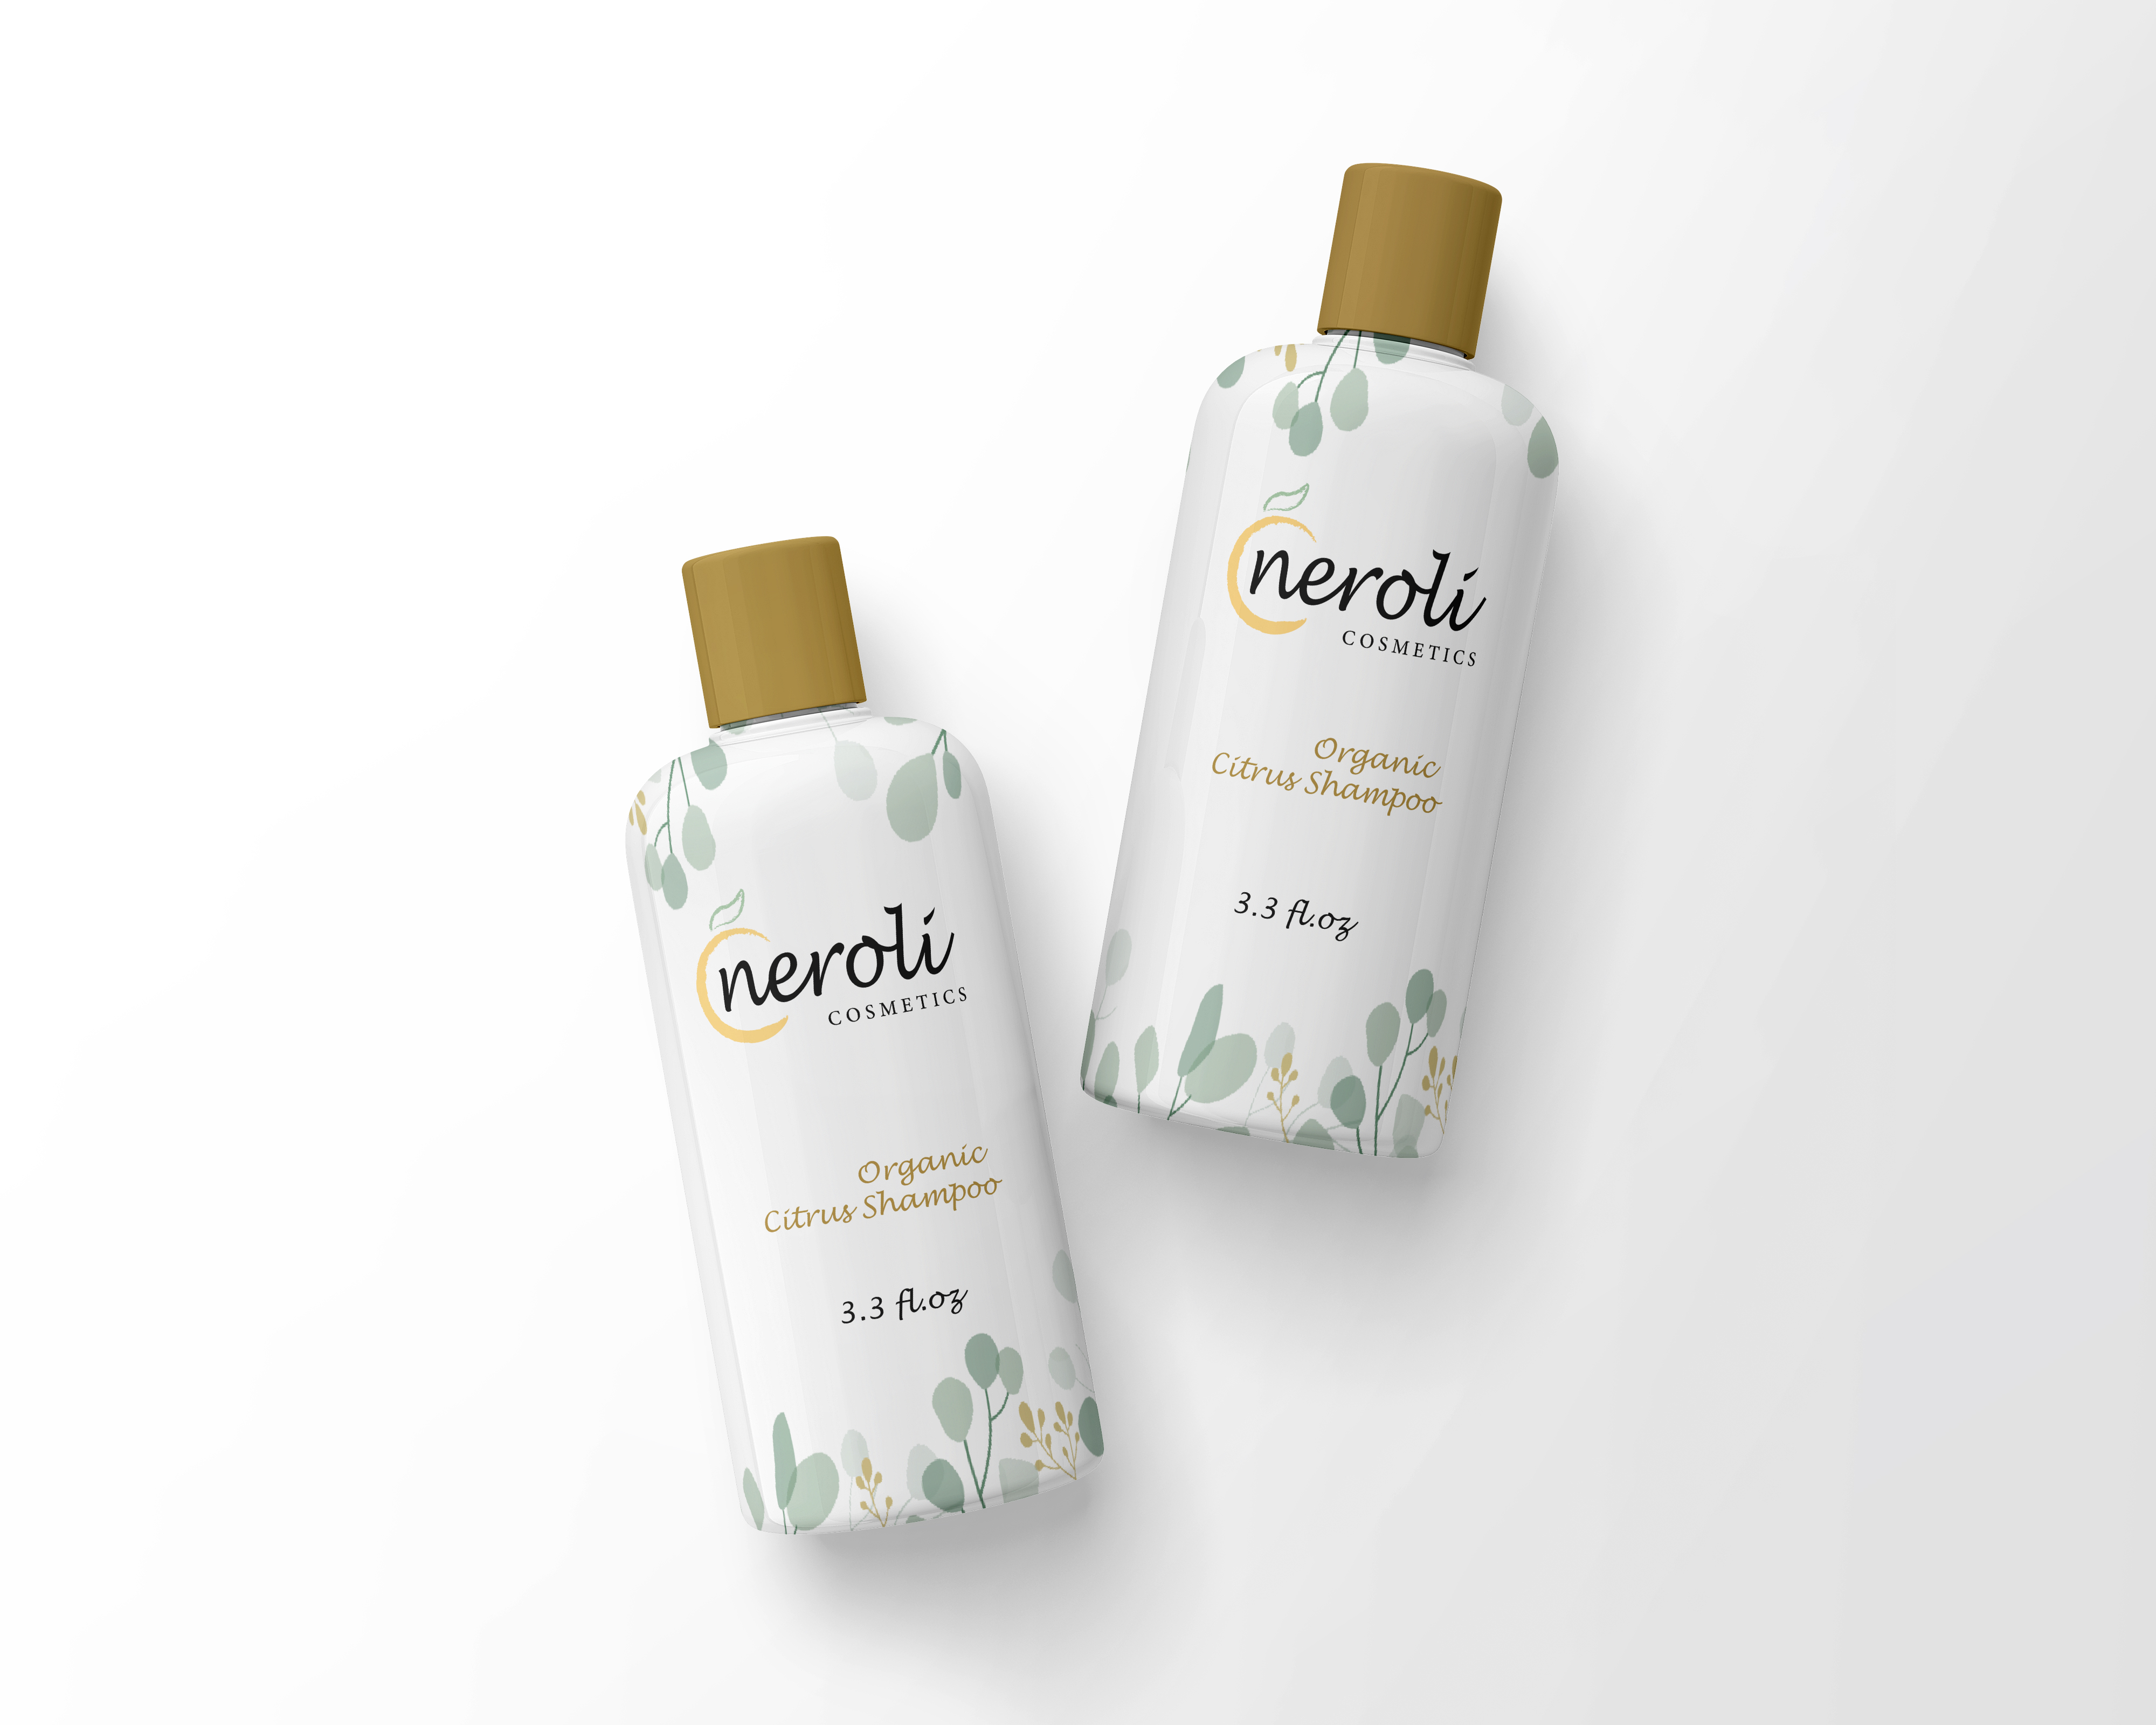 neroli
COSMETICS
Organic
Citrus Shampoo
3.3 fl.oz
neroli
COSMETICS
Organic
Citrus Shampoo
3.3 fl.oz